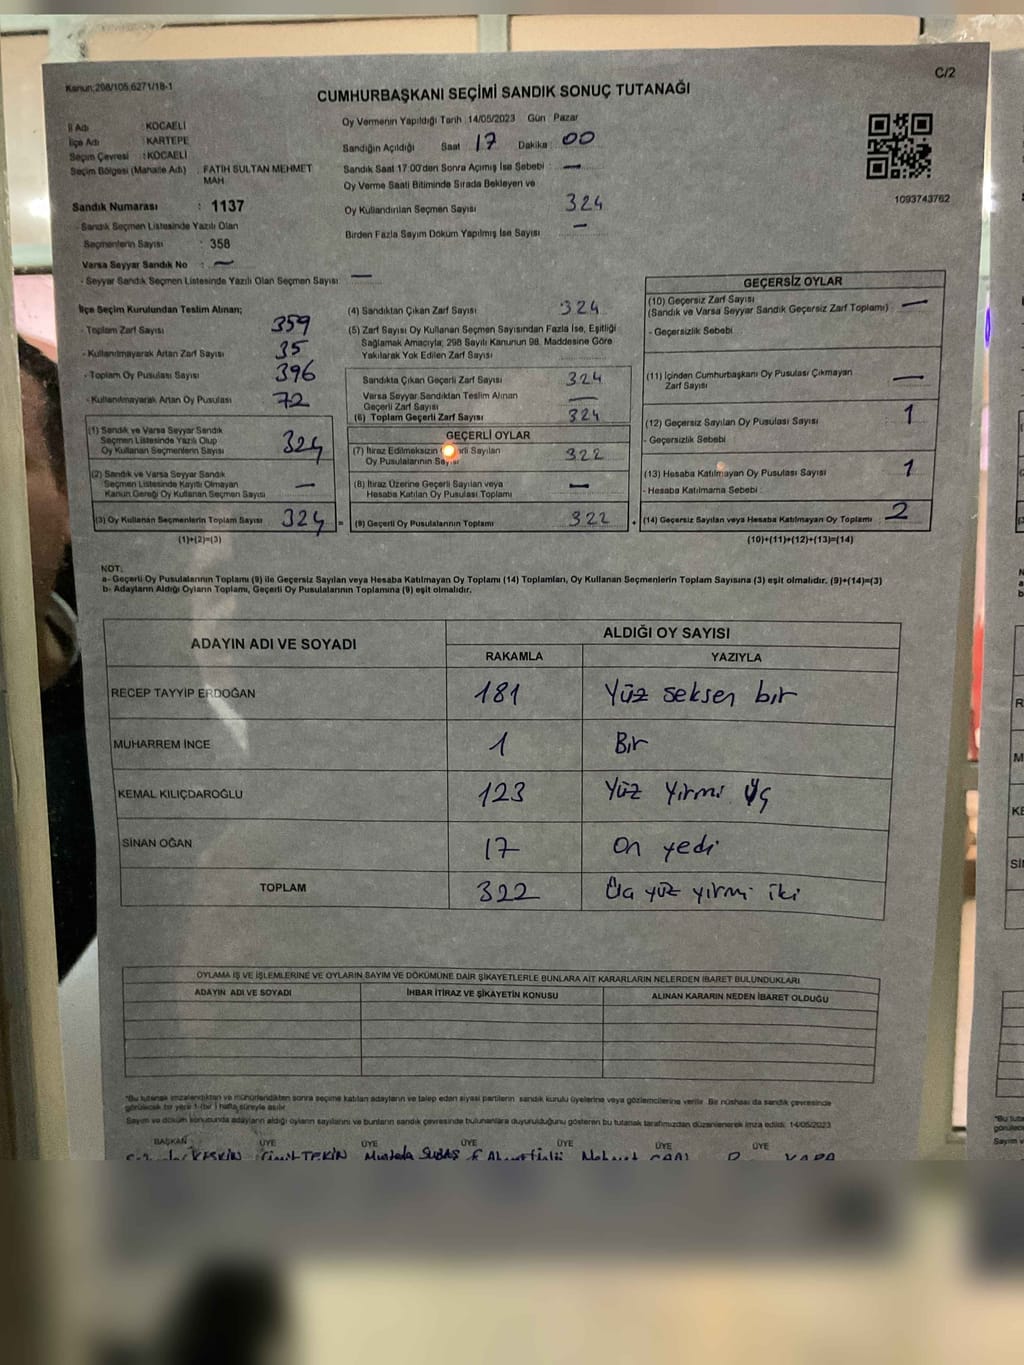 Kanun:298/105,6271/18-1
C/2
CUMHURBAŞKANI SEÇİMİ SANDIK SONUÇ TUTANAĞI
İl Adı : KOCAELİ
İlçe Adı : KARTEPE
Seçim Çevresi : KOCAELİ
Seçim Bölgesi (Mahalle Adı) : FATİH SULTAN MEHMET
MAH.
Sandık Numarası : 1137
- Sandık Seçmen Listesinde Yazılı Olan
Seçmenlerin Sayısı : 358
Varsa Seyyar Sandık No : —
- Seyyar Sandık Seçmen Listesinde Yazılı Olan Seçmen Sayısı : —
Oy Vermenin Yapıldığı Tarih :14/05/2023 Gün : Pazar
Sandığın Açıldığı Saat : 17 Dakika : 00
Sandık Saat 17:00'den Sonra Açılmış İse Sebebi : —
Oy Verme Saati Bitiminde Sırada Bekleyen ve
Oy Kullandırılan Seçmen Sayısı 324
Birden Fazla Sayım Döküm Yapılmış İse Sayısı —
1093743762
İlçe Seçim Kurulundan Teslim Alınan;
- Toplam Zarf Sayısı 359
- Kullanılmayarak Artan Zarf Sayısı 35
- Toplam Oy Pusulası Sayısı 396
- Kullanılmayarak Artan Oy Pusulası 72
(1) Sandık ve Varsa Seyyar Sandık
Seçmen Listesinde Yazılı Olup
Oy Kullanan Seçmenlerin Sayısı 324
(2) Sandık ve Varsa Seyyar Sandık
Seçmen Listesinde Kayıtlı Olmayan
Kanun Gereği Oy Kullanan Seçmen Sayısı —
(3) Oy Kullanan Seçmenlerin Toplam Sayısı 324
(1)+(2)=(3)
(4) Sandıktan Çıkan Zarf Sayısı 324
(5) Zarf Sayısı Oy Kullanan Seçmen Sayısından Fazla İse, Eşitliği
Sağlamak Amacıyla; 298 Sayılı Kanunun 98. Maddesine Göre
Yakılarak Yok Edilen Zarf Sayısı
Sandıkta Çıkan Geçerli Zarf Sayısı 324
Varsa Seyyar Sandıktan Teslim Alınan
Geçerli Zarf Sayısı —
(6) Toplam Geçerli Zarf Sayısı 324
GEÇERLİ OYLAR
(7) İtiraz Edilmeksizin Geçerli Sayılan
Oy Pusulalarının Sayısı 322
(8) İtiraz Üzerine Geçerli Sayılan veya
Hesaba Katılan Oy Pusulası Toplamı —
= (9) Geçerli Oy Pusulalarının Toplamı 322
GEÇERSİZ OYLAR
(10) Geçersiz Zarf Sayısı
(Sandık ve Varsa Seyyar Sandık Geçersiz Zarf Toplamı) : —
- Geçersizlik Sebebi :
(11) İçinden Cumhurbaşkanı Oy Pusulası Çıkmayan
Zarf Sayısı —
(12) Geçersiz Sayılan Oy Pusulası Sayısı 1
- Geçersizlik Sebebi :
(13) Hesaba Katılmayan Oy Pusulası Sayısı 1
- Hesaba Katılmama Sebebi :
+ (14) Geçersiz Sayılan veya Hesaba Katılmayan Oy Toplamı : 2
(10)+(11)+(12)+(13)=(14)
NOT:
a- Geçerli Oy Pusulalarının Toplamı (9) ile Geçersiz Sayılan veya Hesaba Katılmayan Oy Toplamı (14) Toplamları, Oy Kullanan Seçmenlerin Toplam Sayısına (3) eşit olmalıdır. (9)+(14)=(3)
b- Adayların Aldığı Oyların Toplamı, Geçerli Oy Pusulalarının Toplamına (9) eşit olmalıdır.
ADAYIN ADI VE SOYADI ALDIĞI OY SAYISI
RAKAMLA YAZIYLA
RECEP TAYYİP ERDOĞAN 181 Yüz seksen bir
MUHARREM İNCE 1 Bir
KEMAL KILIÇDAROĞLU 123 Yüz Yirmi Üç
SİNAN OĞAN 17 On yedi
TOPLAM 322 Üç yüz yirmi iki
OYLAMA İŞ VE İŞLEMLERİNE VE OYLARIN SAYIM VE DÖKÜMÜNE DAİR ŞİKAYETLERLE BUNLARA AİT KARARLARIN NELERDEN İBARET BULUNDUKLARI
ADAYIN ADI VE SOYADI İHBAR İTİRAZ VE ŞİKAYETİN KONUSU ALINAN KARARIN NEDEN İBARET OLDUĞU
*Bu tutanak imzalandıktan ve mühürlendikten sonra seçime katılan adayların ve talep eden siyasi partilerin sandık kurulu üyelerine veya gözlemcilerine verilir. Bir nüshası da sandık çevresinde
görülecek bir yere 1-(bir) hafta süreyle asılır.
Sayım ve döküm sonucunda adayların aldığı oyların sayılarını ve bunların sandık çevresinde bulunanlara duyurulduğunu gösteren bu tutanak tarafımızdan düzenlenerek imza edildi. 14/05/2023
BAŞKAN ÜYE ÜYE ÜYE ÜYE ÜYE
KESKİN TEKİN Mustafa